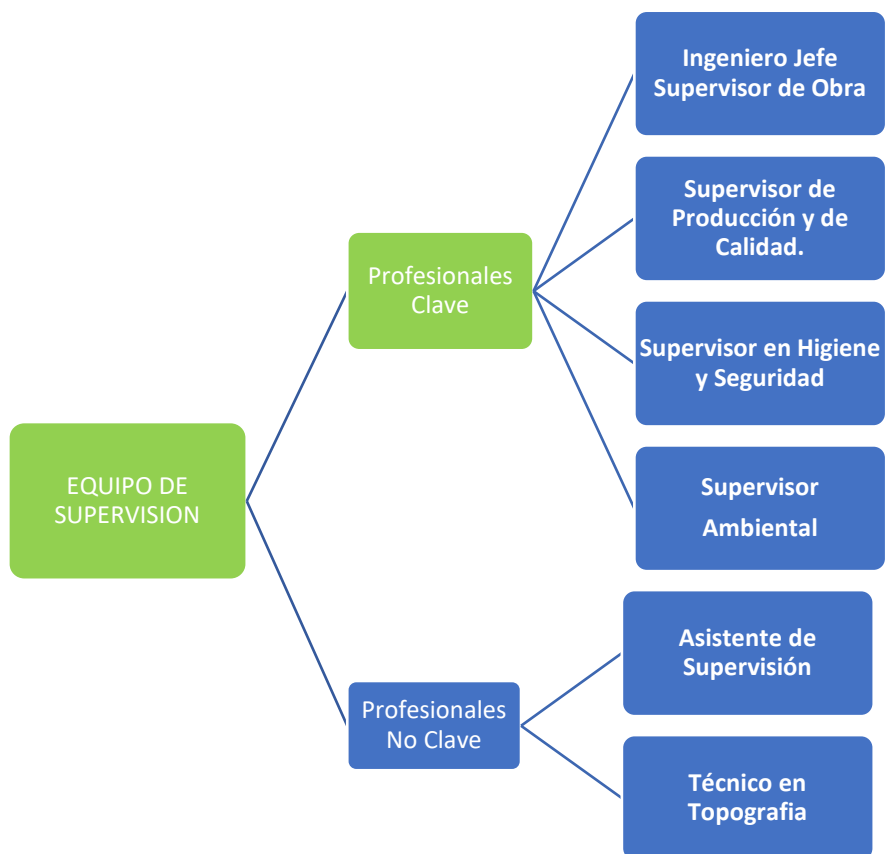 Ingeniero Jefe
Supervisor de Obra
Supervisor de
Producción y de
Calidad.
Profesionales
Clave
Supervisor en Higiene
y Seguridad
EQUIPO DE
SUPERVISION
Supervisor
Ambiental
Asistente de
Supervisión
Profesionales
No Clave
Técnico en
Topografia